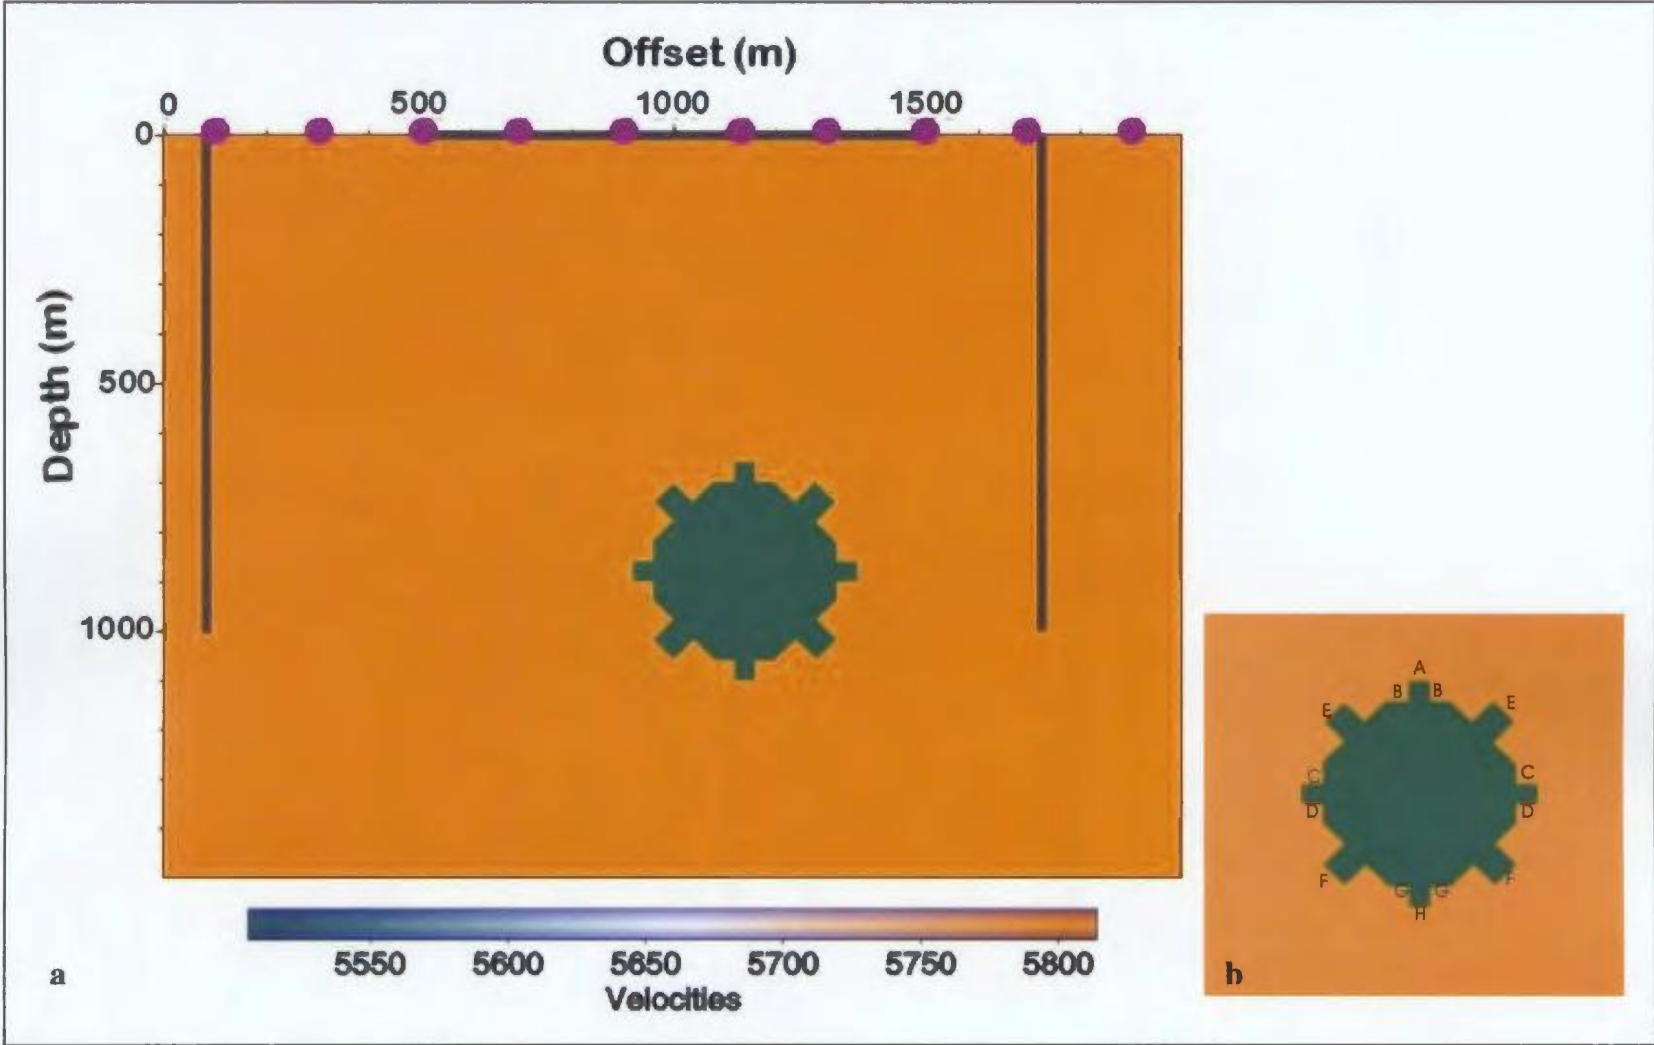 Offset (m)
0 500 1000 1500
0
Depth (m)
500
1000
5550 5600 5650 5700 5750 5800
Velocities
a
A
B B
E E
C C
D D
F F
G G
H
b